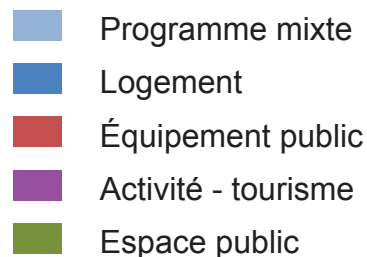 Programme mixte
Logement
Équipement public
Activité - tourisme
Espace public